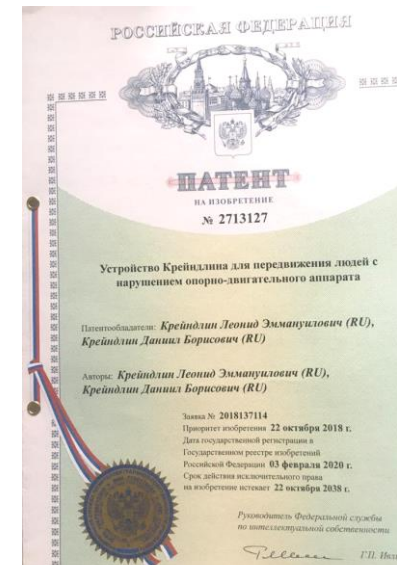 РОССИЙСКАЯ ФЕДЕРАЦИЯ
ПАТЕНТ
НА ИЗОБРЕТЕНИЕ
№ 2713127
Устройство Крейндлина для передвижения людей с
нарушением опорно-двигательного аппарата
Патентообладатели: Крейндлин Леонид Эммануилович (RU),
Крейндлин Даниил Борисович (RU)
Авторы: Крейндлин Леонид Эммануилович (RU),
Крейндлин Даниил Борисович (RU)
Заявка № 2018137114
Приоритет изобретения 22 октября 2018 г.
Дата государственной регистрации в
Государственном реестре изобретений
Российской Федерации 03 февраля 2020 г.
Срок действия исключительного права
на изобретение истекает 22 октября 2038 г.
Руководитель Федеральной службы
по интеллектуальной собственности
Г.П.